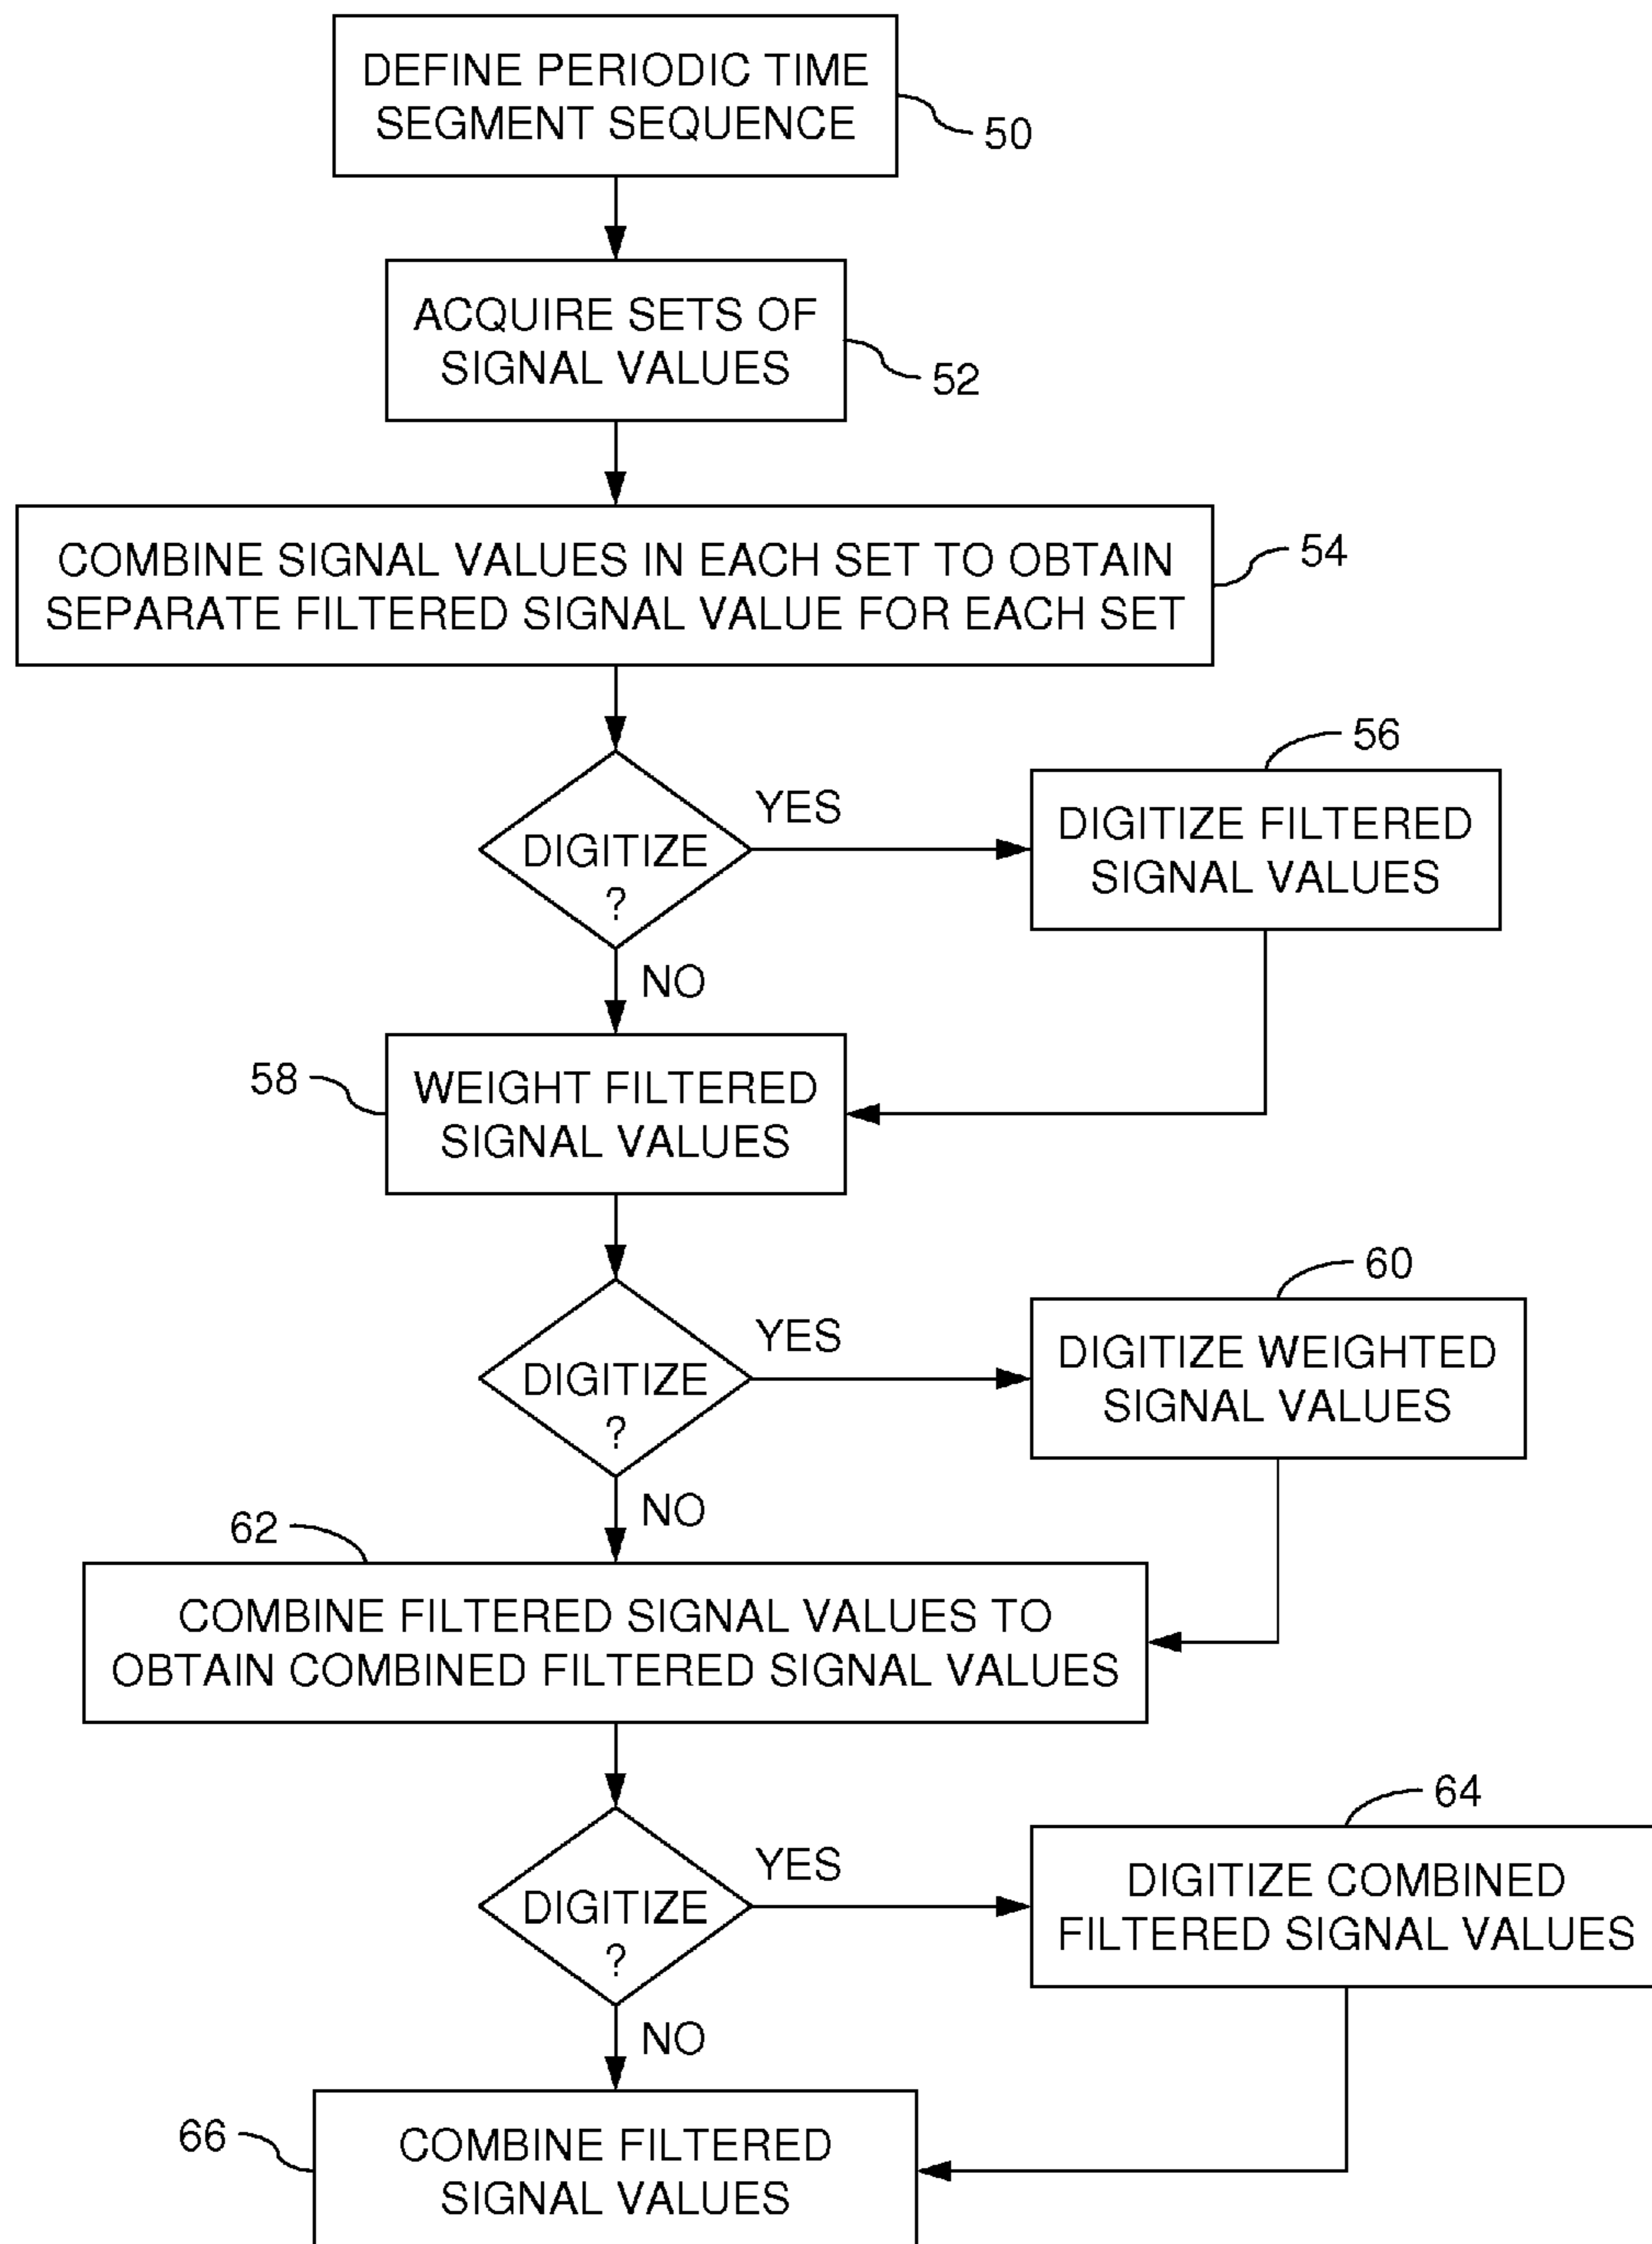 DEFINE PERIODIC TIME
SEGMENT SEQUENCE
50
ACQUIRE SETS OF
SIGNAL VALUES
52
COMBINE SIGNAL VALUES IN EACH SET TO OBTAIN
SEPARATE FILTERED SIGNAL VALUE FOR EACH SET
54
DIGITIZE
?
YES
56
DIGITIZE FILTERED
SIGNAL VALUES
NO
58
WEIGHT FILTERED
SIGNAL VALUES
DIGITIZE
?
YES
60
DIGITIZE WEIGHTED
SIGNAL VALUES
NO
62
COMBINE FILTERED SIGNAL VALUES TO
OBTAIN COMBINED FILTERED SIGNAL VALUES
DIGITIZE
?
YES
64
DIGITIZE COMBINED
FILTERED SIGNAL VALUES
NO
66
COMBINE FILTERED
SIGNAL VALUES